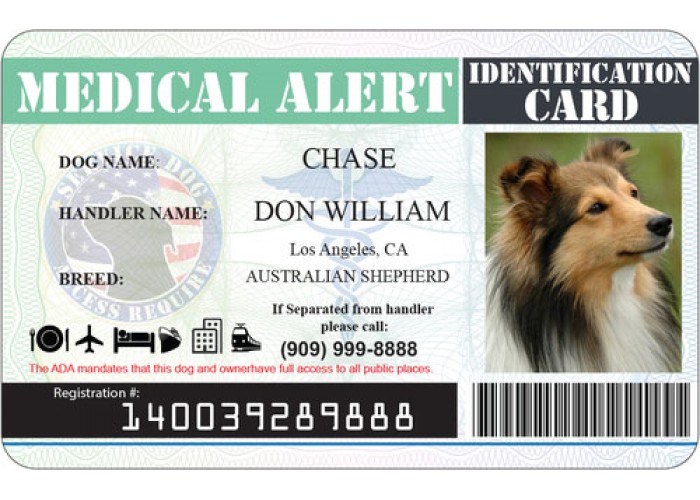 MEDICAL ALERT
IDENTIFICATION
CARD
DOG NAME: CHASE
HANDLER NAME: DON WILLIAM
Los Angeles, CA
BREED: AUSTRALIAN SHEPHERD
If Separated from handler
please call:
(909) 999-8888
The ADA mandates that this dog and ownerhave full access to all public places.
Registration #:
140039289888
SERVICE DOG
ACCESS REQUIRE